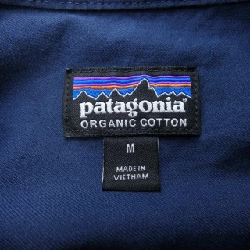 patagonia
ORGANIC COTTON
M
MADE IN
VIETNAM